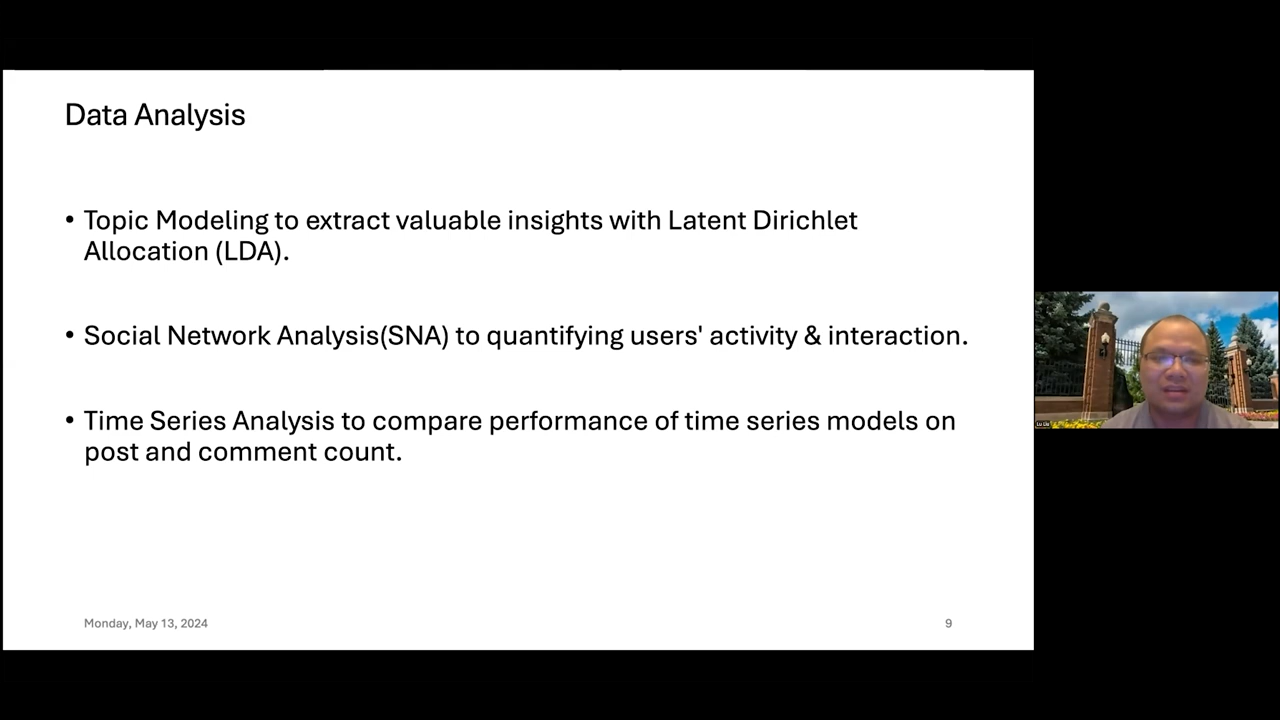 Data Analysis
• Topic Modeling to extract valuable insights with Latent Dirichlet
Allocation (LDA).
• Social Network Analysis(SNA) to quantifying users' activity & interaction.
• Time Series Analysis to compare performance of time series models on
post and comment count.
Monday, May 13, 2024
9